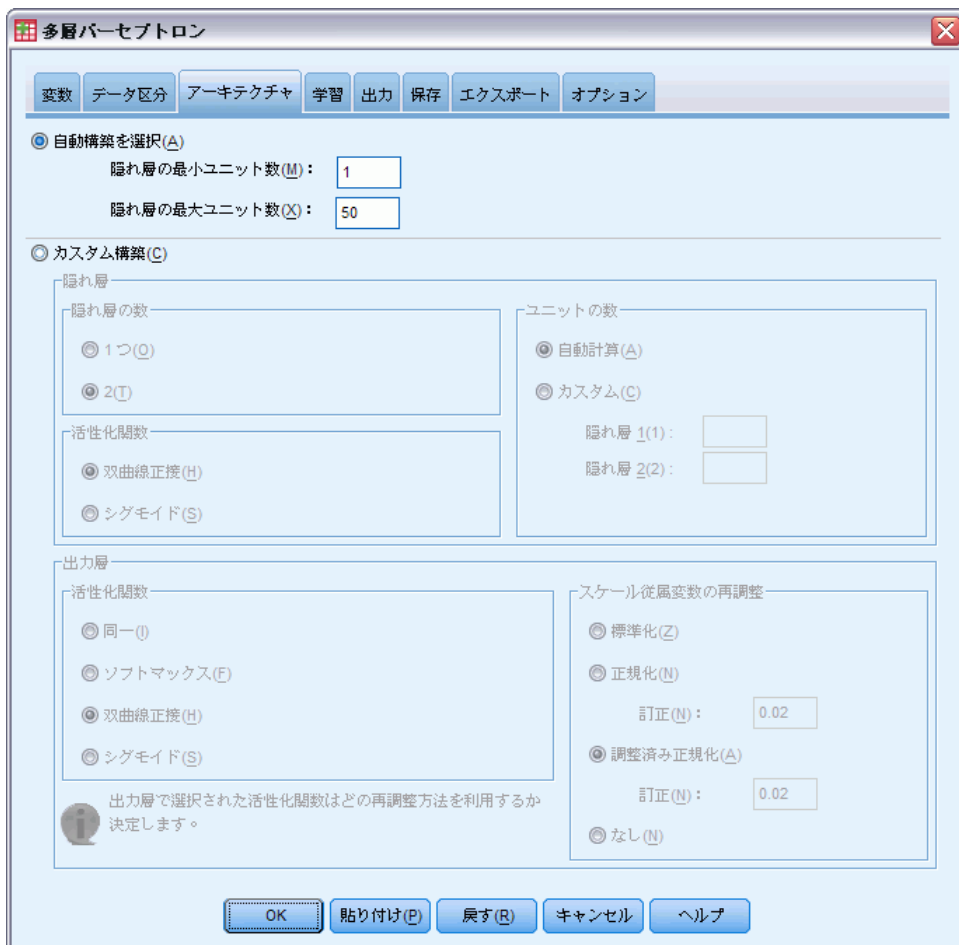 多層パーセプトロン
変数 データ区分 アーキテクチャ 学習 出力 保存 エクスポート オプション
自動構築を選択(A)
隠れ層の最小ユニット数(M): 1
隠れ層の最大ユニット数(X): 50
カスタム構築(C)
隠れ層
隠れ層の数
1つ(O)
2(T)
活性化関数
双曲線正接(H)
シグモイド(S)
ユニットの数
自動計算(A)
カスタム(C)
隠れ層 1(1):
隠れ層 2(2):
出力層
活性化関数
同一(I)
ソフトマックス(F)
双曲線正接(H)
シグモイド(S)
出力層で選択された活性化関数はどの再調整方法を利用するか
決定します。
スケール従属変数の再調整
標準化(Z)
正規化(N)
訂正(N): 0.02
調整済み正規化(A)
訂正(N): 0.02
なし(N)
OK 貼り付け(P) 戻す(R) キャンセル ヘルプ